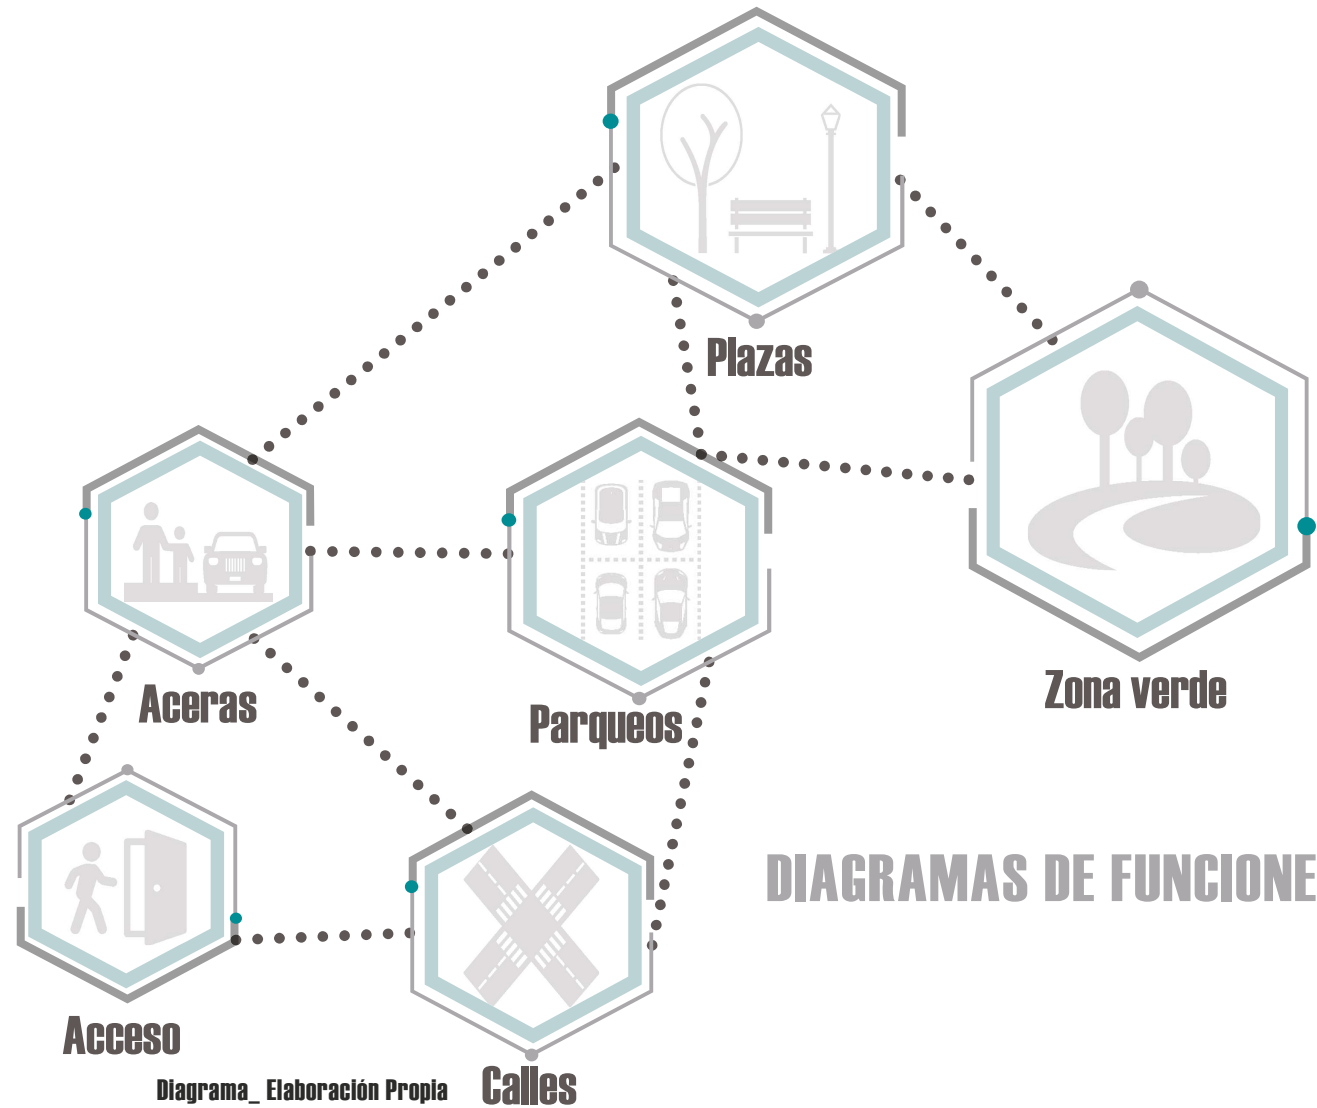 Plazas
Zona verde
Aceras
Parqueos
DIAGRAMAS DE FUNCIONE
Acceso
Calles
Diagrama_ Elaboración Propia